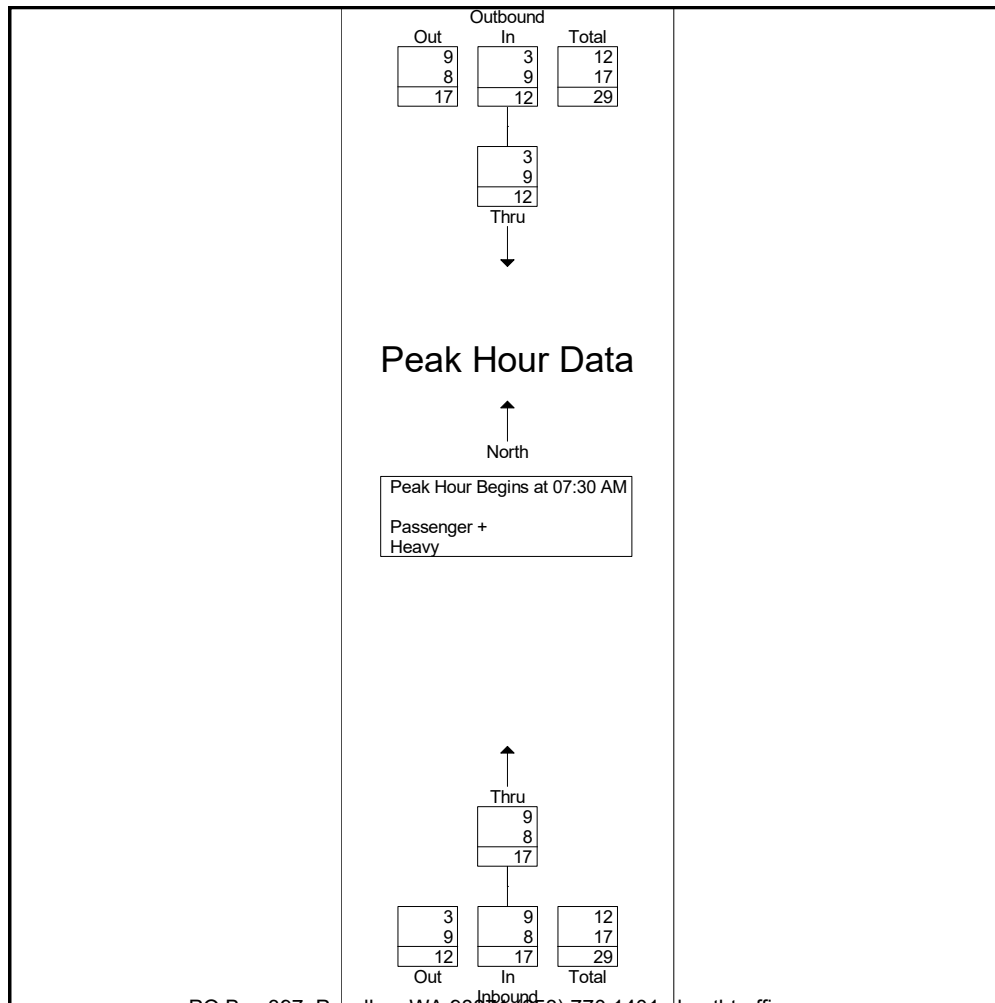 Outbound
Out In Total
9 3 12
8 9 17
17 12 29
3
9
12
Thru
Peak Hour Data
North
Peak Hour Begins at 07:30 AM
Passenger +
Heavy
Thru
9
8
17
3 9 12
9 8 17
12 17 29
Out In Total
Inbound
WA